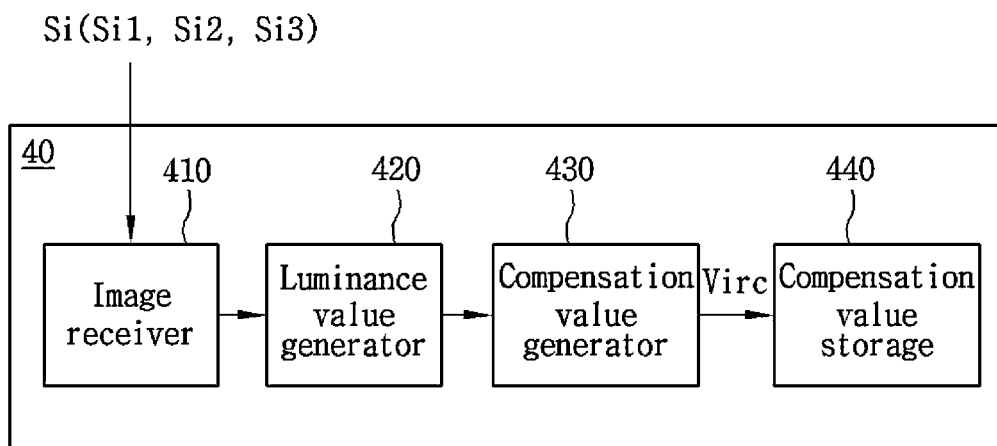 Si(Si1, Si2, Si3)
40
410
420
430
440
Image
receiver
Luminance
value
generator
Compensation
value
generator
Virc
Compensation
value
storage